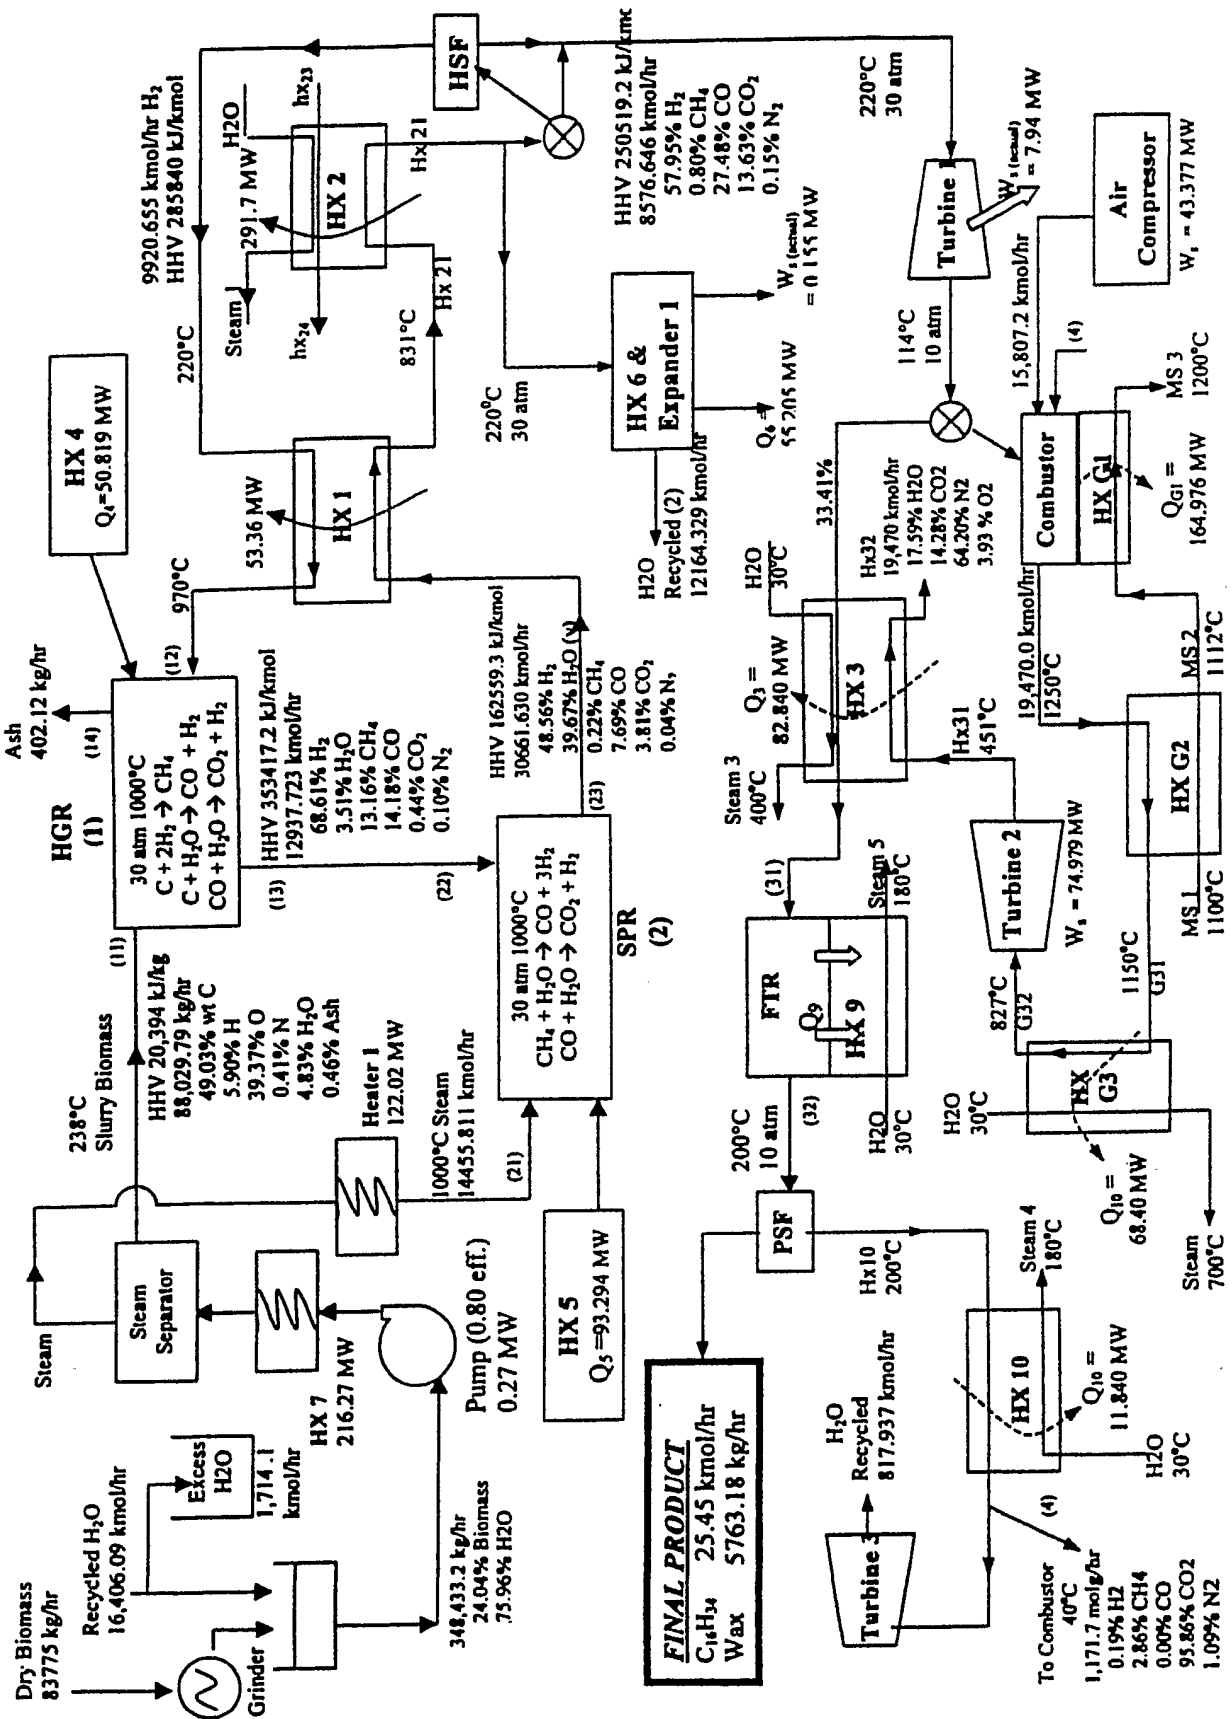 Dry Biomass
83775 kg/hr
Grinder
Recycled H2O
16,406.09 kmol/hr
Excess
H2O
1,714.1
kmol/hr
348,433.2 kg/hr
24.04% Biomass
75.96% H2O
Steam
Steam
Separator
HX 7
216.27 MW
Pump (0.80 eff.)
0.27 MW
238°C
Slurry Biomass
HHV 20,394 kJ/kg
88,029.79 kg/hr
49.03% wt C
5.90% H
39.37% O
0.41% N
4.83% H2O
0.46% Ash
(11)
Heater 1
122.02 MW
1000°C Steam
14455.811 kmol/hr
(21)
HX 5
Q5 =93.294 MW
HGR
(1)
Ash
402.12 kg/hr
(14)
30 atm 1000°C
C + 2H2 → CH4
C + H2O → CO + H2
CO + H2O → CO2 + H2
(12)
(13)
HHV 353417.2 kJ/kmol
12937.723 kmol/hr
68.61% H2
3.51% H2O
13.16% CH4
14.18% CO
0.44% CO2
0.10% N2
(22)
30 atm 1000°C
CH4 + H2O → CO + 3H2
CO + H2O → CO2 + H2
SPR
(2)
(23)
HHV 162559.3 kJ/kmol
30661.630 kmol/hr
48.56% H2
39.67% H2O (v)
0.22% CH4
7.69% CO
3.81% CO2
0.04% N2
HX 4
Q4=50.819 MW
970°C
53.36 MW
HX 1
220°C
831°C
Hx 21
9920.655 kmol/hr H2
HHV 285840 kJ/kmol
H2O
291.7 MW
Steam 1
HX 2
hx23
hx24
Hx21
HSF
220°C
30 atm
HX 6 &
Expander 1
H2O
Recycled (2)
12164.329 kmol/hr
Q6 =
55.205 MW
Ws (actual)
= 0.155 MW
HHV 250519.2 kJ/kmol
8576.646 kmol/hr
57.95% H2
0.80% CH4
27.48% CO
13.63% CO2
0.15% N2
220°C
30 atm
Turbine 1
Ws (actual)
= 7.94 MW
114°C
10 atm
33.41%
Air
Compressor
Ws = 43.377 MW
15,807.2 kmol/hr
(4)
Combustor
HX G1
MS 3
1200°C
QG1 =
164.976 MW
19,470.0 kmol/hr
1250°C
MS 2
1112°C
HX G2
MS 1
1100°C
1150°C
G31
HX
G3
H2O
30°C
Q10 =
68.40 MW
Steam
700°C
827°C
G32
Turbine 2
Ws = 74.979 MW
Hx31
451°C
HX 3
Q3 =
82.840 MW
H2O
30°C
Steam 3
400°C
Hx32
19,470 kmol/hr
17.59% H2O
14.28% CO2
64.20% N2
3.93 % O2
(31)
FTR
Q9
HX 9
Steam 5
180°C
H2O
30°C
200°C
10 atm
(32)
PSF
Hx10
200°C
Steam 4
180°C
HX 10
Q10 =
11.840 MW
H2O
30°C
FINAL PRODUCT
C16H34 25.45 kmol/hr
Wax 5763.18 kg/hr
H2O
Recycled
817.937 kmol/hr
Turbine 3
(4)
To Combustor
40°C
1,171.7 molg/hr
0.19% H2
2.86% CH4
0.00% CO
95.86% CO2
1.09% N2